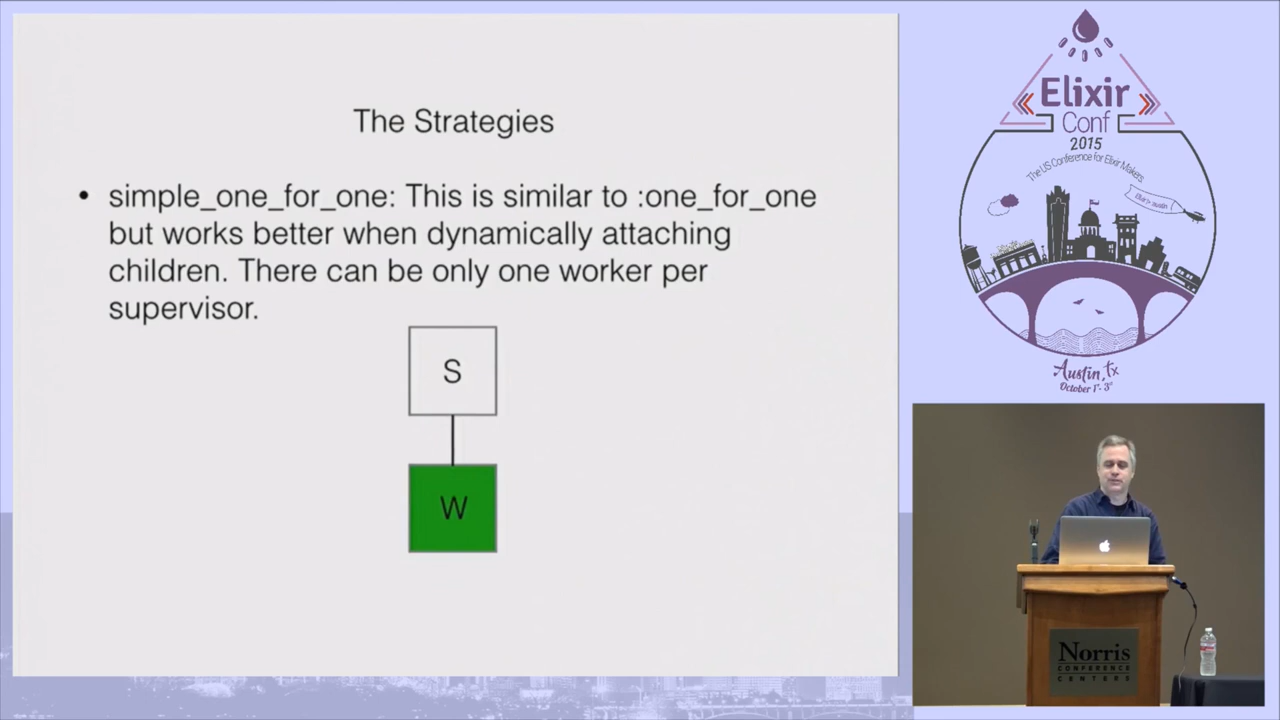 The Strategies
• simple_one_for_one: This is similar to :one_for_one
but works better when dynamically attaching
children. There can be only one worker per
supervisor.
S
W
Elixir
Conf
2015
The US Conference for Elixir Makers
Austin, Tx
October 1st - 3rd
Norris
CONFERENCE
CENTERS